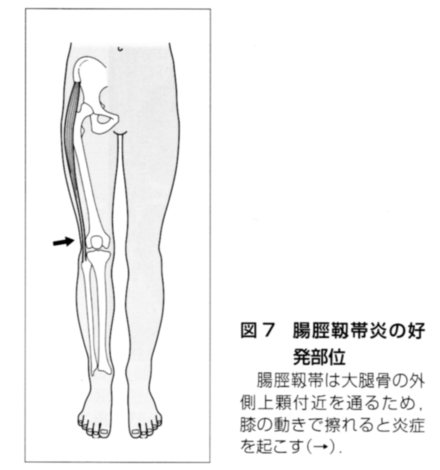 図7　腸脛靱帯炎の好
発部位
　腸脛靱帯は大腿骨の外
側上顆付近を通るため，
膝の動きで擦れると炎症
を起こす(→)．